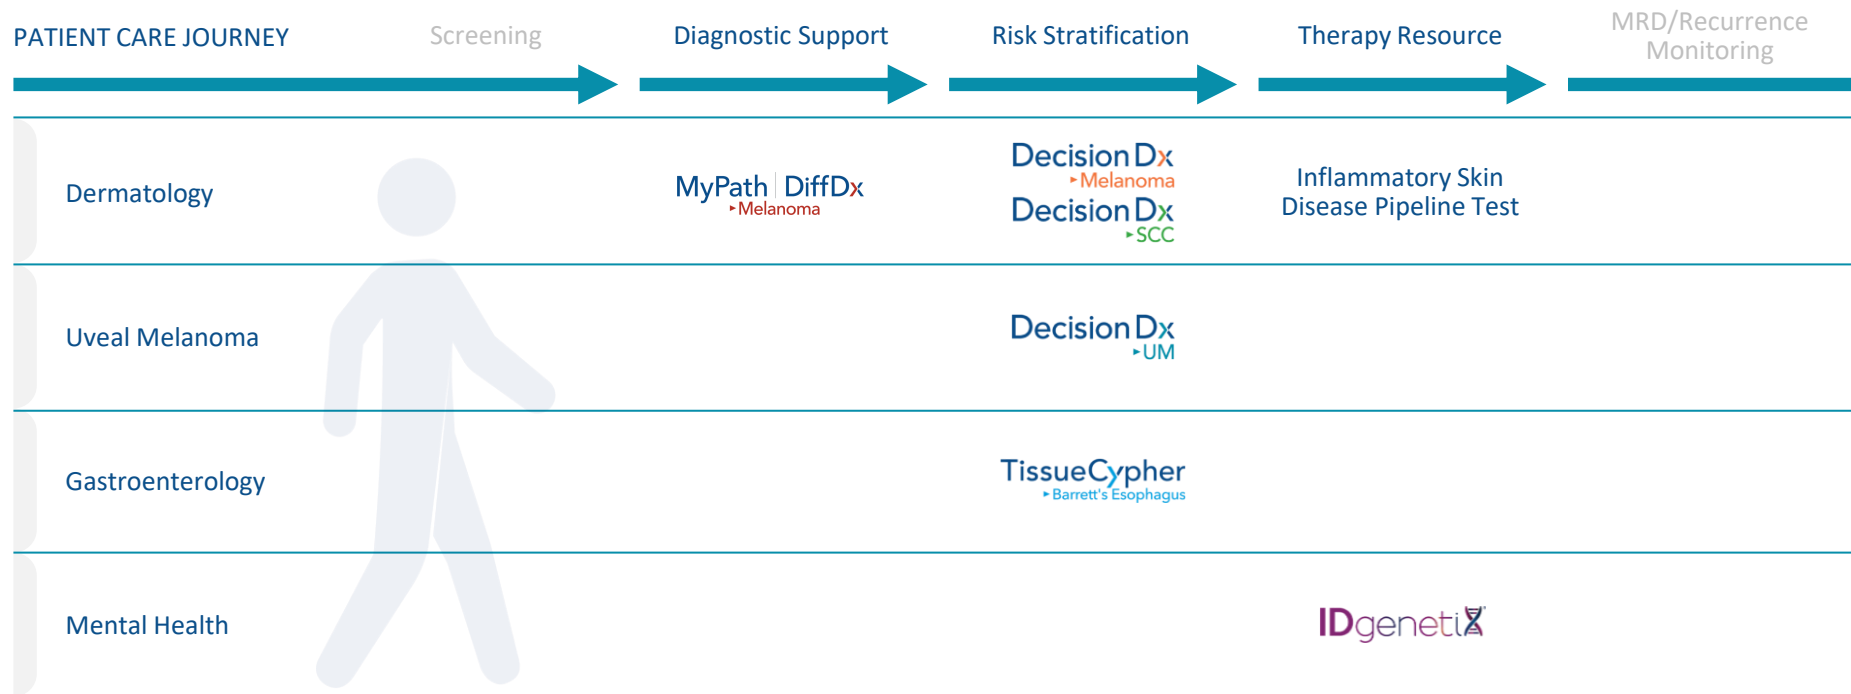 PATIENT CARE JOURNEY
Screening
Diagnostic Support
Risk Stratification
Therapy Resource
MRD/Recurrence
Monitoring
Dermatology
MyPath | DiffDx
▸Melanoma
DecisionDx
▸Melanoma
DecisionDx
▸SCC
Inflammatory Skin
Disease Pipeline Test
Uveal Melanoma
DecisionDx
▸UM
Gastroenterology
TissueCypher
▸Barrett's Esophagus
Mental Health
IDgenetiX